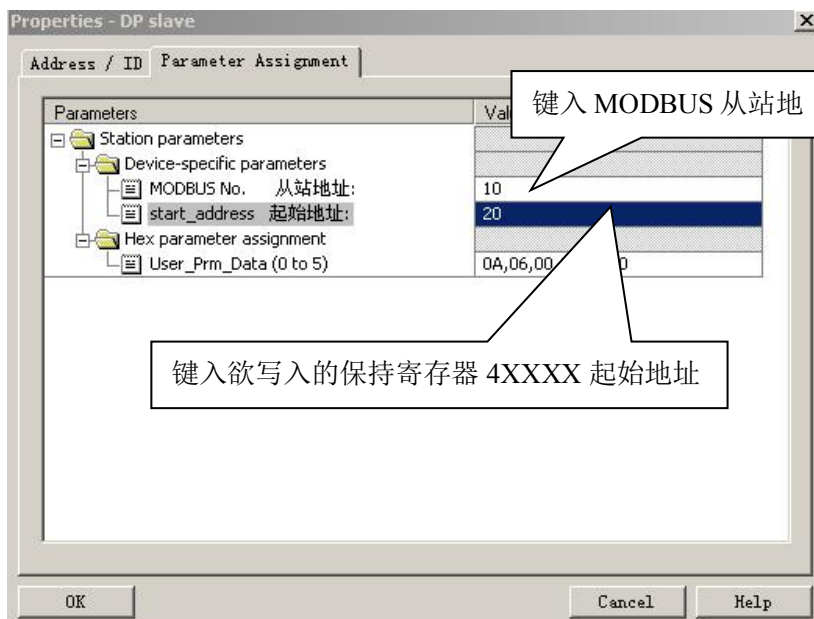 Properties - DP slave
Address / ID Parameter Assignment
键入 MODBUS 从站地
Parameters
Station parameters
Device-specific parameters
MODBUS No. 从站地址: 10
start_address 起始地址: 20
Hex parameter assignment
User_Prm_Data (0 to 5) 0A,06,00
键入欲写入的保持寄存器 4XXXX 起始地址
OK Cancel Help